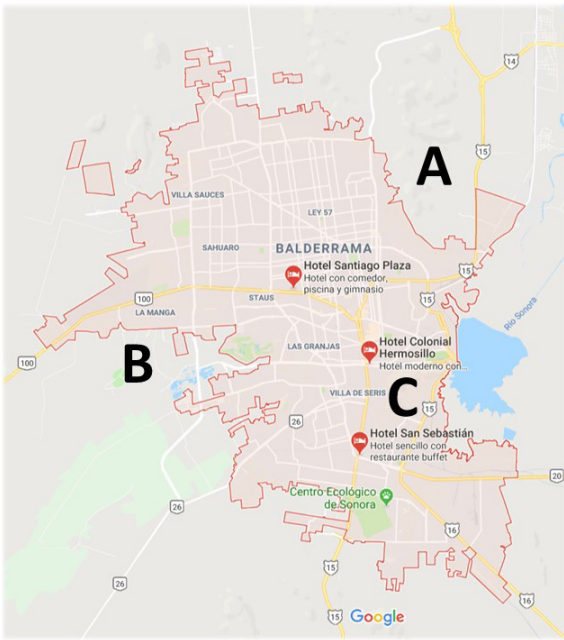 14
A
15
VILLA SAUCES
LEY 57
SAHUARO
BALDERRAMA
Hotel Santiago Plaza
Hotel con comedor,
piscina y gimnasio
15
100
STAUS
15
LA MANGA
Río Sonora
B
LAS GRANJAS
Hotel Colonial
Hermosillo
Hotel moderno con...
100
VILLA DE SERIS
C
15
26
Hotel San Sebastián
Hotel sencillo con
restaurante buffet
20
Centro Ecológico
de Sonora
26
16
15
26
16
15
15
Google